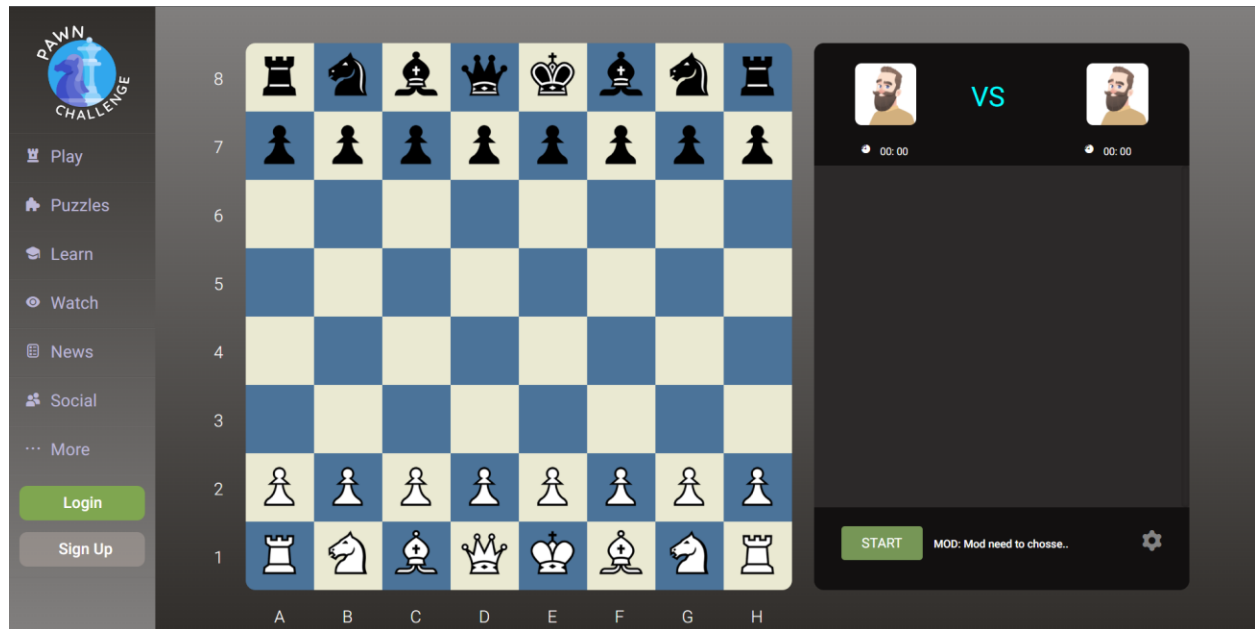 PAWN
CHALLENGE
Play
Puzzles
Learn
Watch
News
Social
More
Login
Sign Up
8
7
6
5
4
3
2
1
A B C D E F G H
VS
00:00 00:00
START MOD: Mod need to chosse..